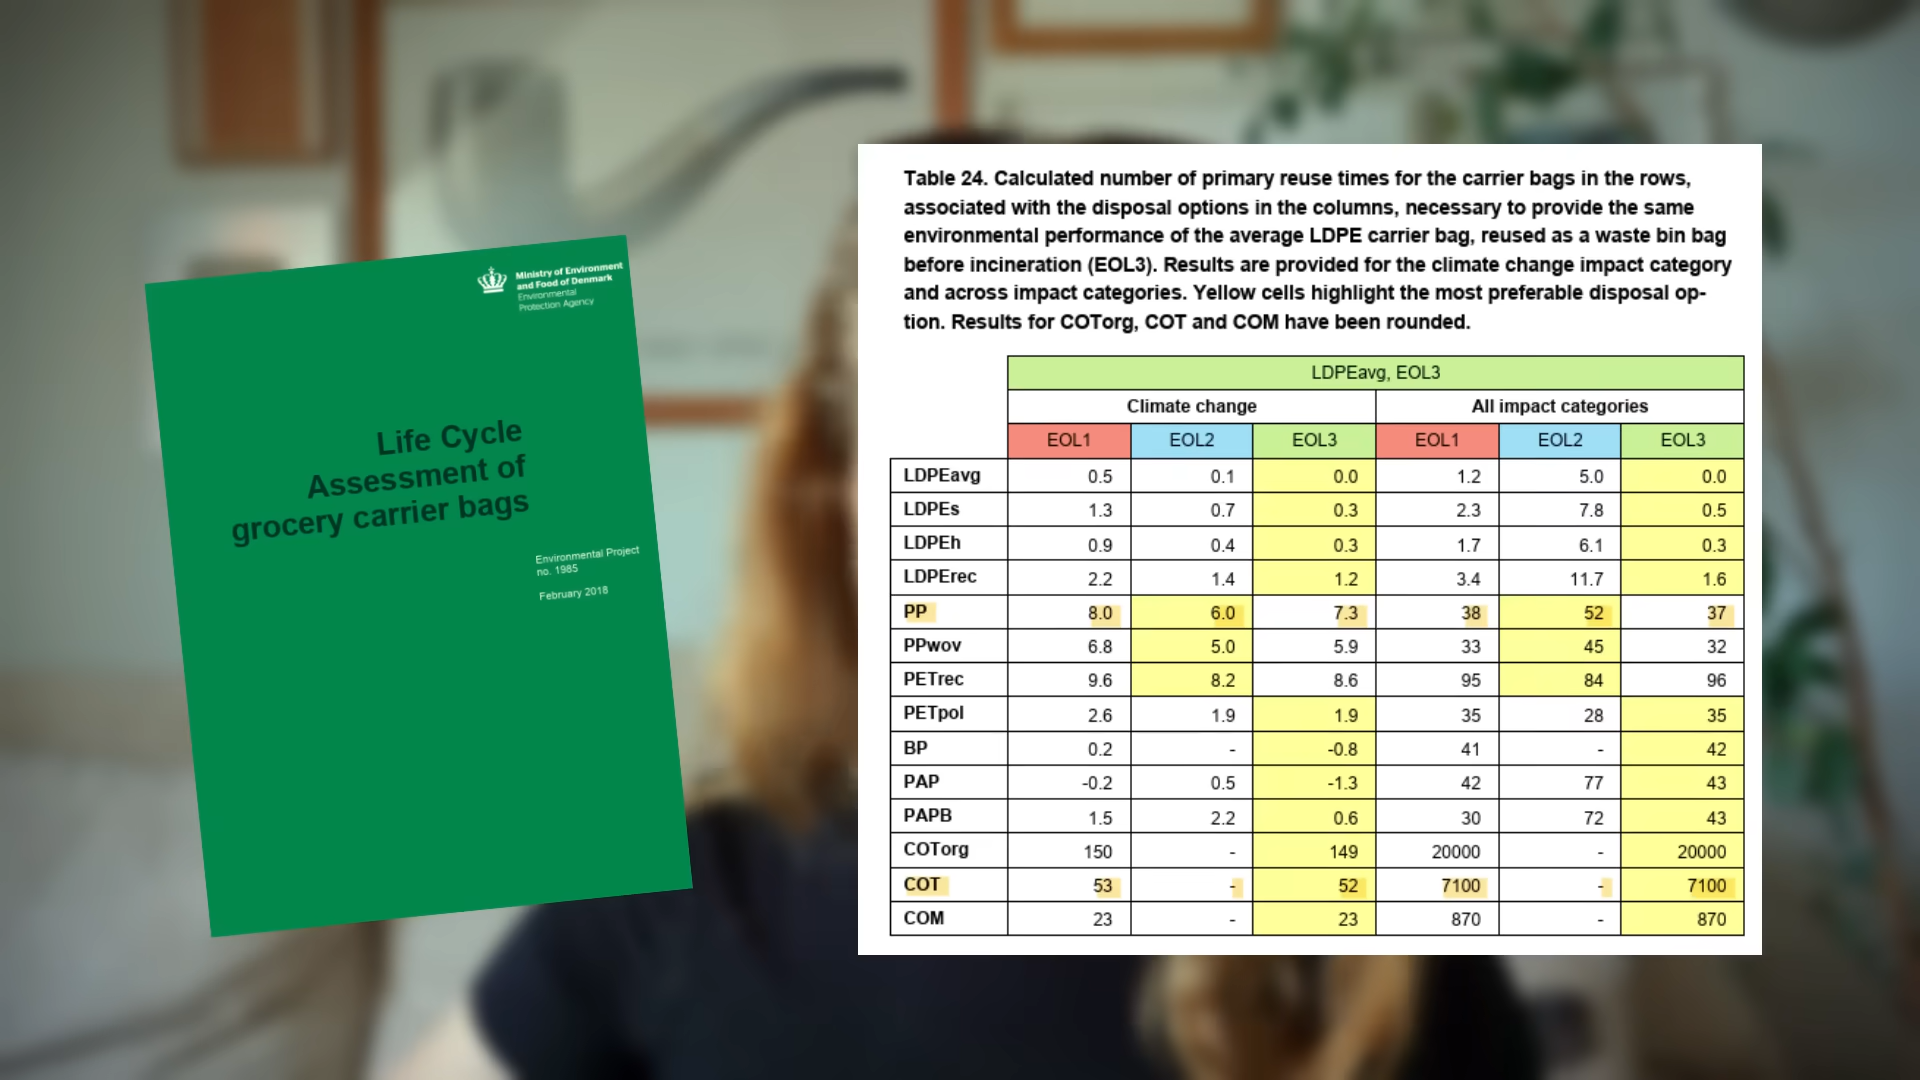 Ministry of Environment
and Food of Denmark
Environmental
Protection Agency
Life Cycle
Assessment of
grocery carrier bags
Environmental Project
no. 1985
February 2018
Table 24. Calculated number of primary reuse times for the carrier bags in the rows,
associated with the disposal options in the columns, necessary to provide the same
environmental performance of the average LDPE carrier bag, reused as a waste bin bag
before incineration (EOL3). Results are provided for the climate change impact category
and across impact categories. Yellow cells highlight the most preferable disposal op-
tion. Results for COTorg, COT and COM have been rounded.
LDPEavg, EOL3
Climate change All impact categories
EOL1 EOL2 EOL3 EOL1 EOL2 EOL3
LDPEavg 0.5 0.1 0.0 1.2 5.0 0.0
LDPEs 1.3 0.7 0.3 2.3 7.8 0.5
LDPEh 0.9 0.4 0.3 1.7 6.1 0.3
LDPErec 2.2 1.4 1.2 3.4 11.7 1.6
PP 8.0 6.0 7.3 38 52 37
PPwov 6.8 5.0 5.9 33 45 32
PETrec 9.6 8.2 8.6 95 84 96
PETpol 2.6 1.9 1.9 35 28 35
BP 0.2 - -0.8 41 - 42
PAP -0.2 0.5 -1.3 42 77 43
PAPB 1.5 2.2 0.6 30 72 43
COTorg 150 - 149 20000 - 20000
COT 53 - 52 7100 - 7100
COM 23 - 23 870 - 870